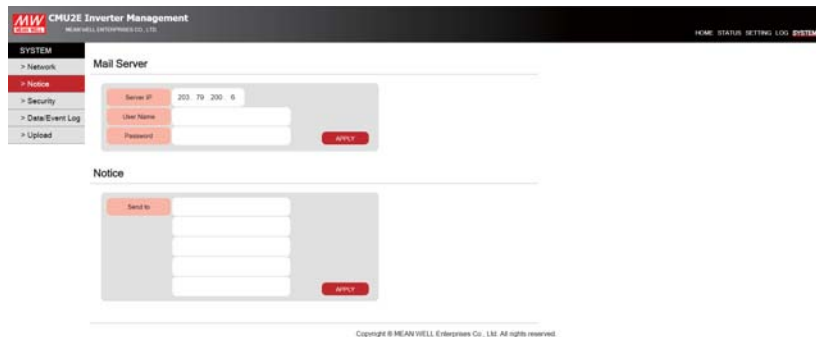 MW CMU2E Inverter Management
MEAN WELL MEAN WELL ENTERPRISES CO., LTD.
HOME STATUS SETTING LOG SYSTEM
SYSTEM
> Network
> Notice
> Security
> Data/Event Log
> Upload
Mail Server
Server IP 203 79 200 6
User Name
Password APPLY
Notice
Send to
APPLY
Copyright © MEAN WELL Enterprises Co., Ltd. All rights reserved.